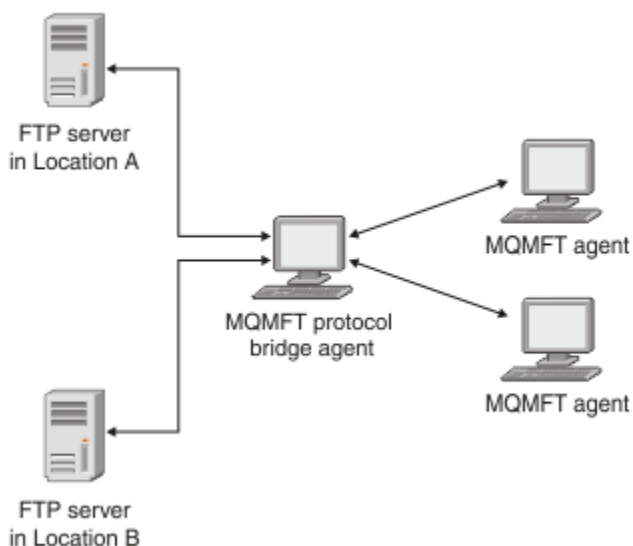 FTP server
in Location A
MQMFT agent
MQMFT protocol
bridge agent
MQMFT agent
FTP server
in Location B